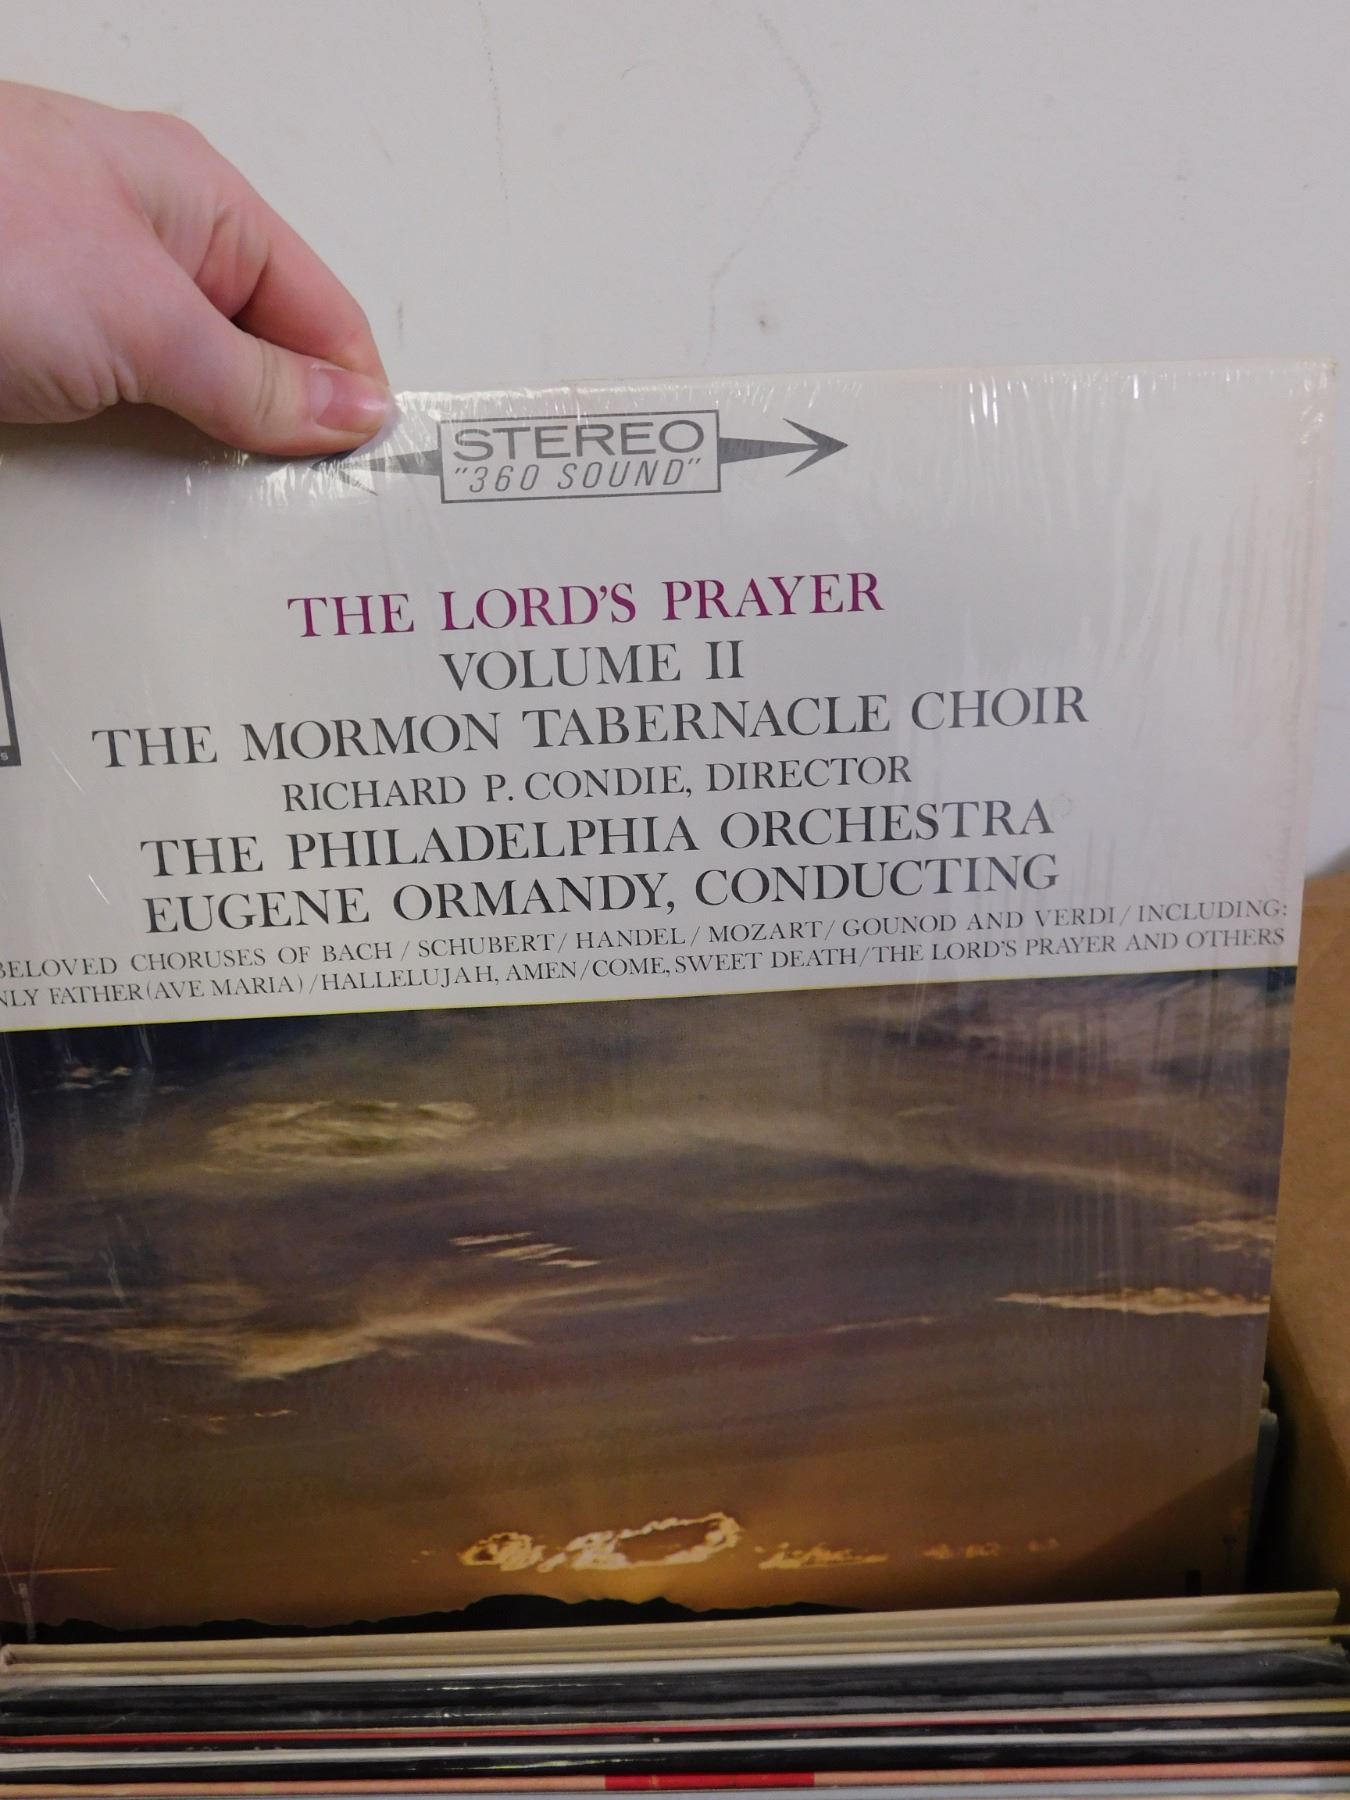 STEREO
"360 SOUND"
THE LORD'S PRAYER
VOLUME II
THE MORMON TABERNACLE CHOIR
RICHARD P. CONDIE, DIRECTOR
THE PHILADELPHIA ORCHESTRA
EUGENE ORMANDY, CONDUCTING
BELOVED CHORUSES OF BACH / SCHUBERT / HANDEL / MOZART / GOUNOD AND VERDI / INCLUDING:
FATHER (AVE MARIA) / HALLELUJAH, AMEN / COME, SWEET DEATH / THE LORD'S PRAYER AND OTHERS